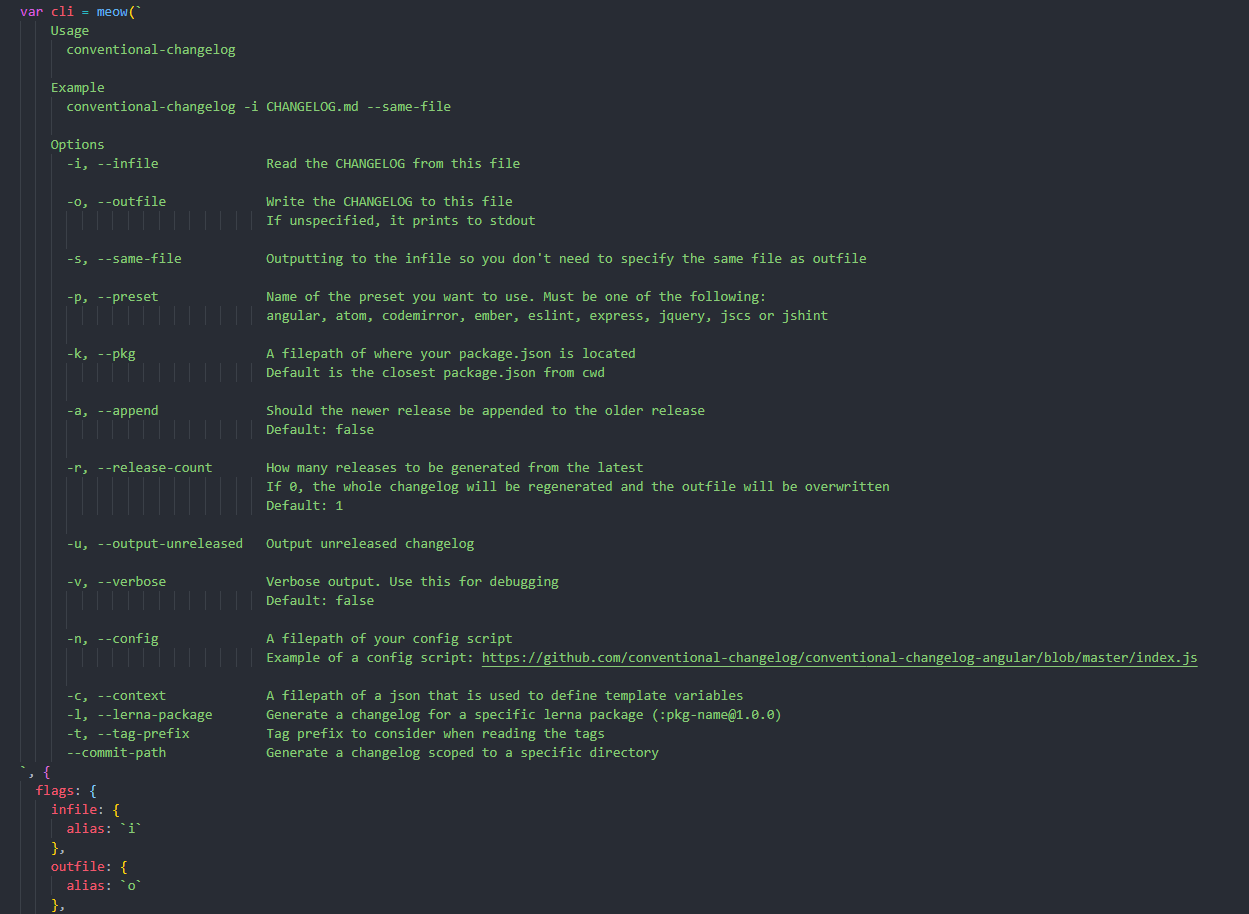 var cli = meow(`
Usage
conventional-changelog
Example
conventional-changelog -i CHANGELOG.md --same-file
Options
-i, --infile Read the CHANGELOG from this file
-o, --outfile Write the CHANGELOG to this file
If unspecified, it prints to stdout
-s, --same-file Outputting to the infile so you don't need to specify the same file as outfile
-p, --preset Name of the preset you want to use. Must be one of the following:
angular, atom, codemirror, ember, eslint, express, jquery, jscs or jshint
-k, --pkg A filepath of where your package.json is located
Default is the closest package.json from cwd
-a, --append Should the newer release be appended to the older release
Default: false
-r, --release-count How many releases to be generated from the latest
If 0, the whole changelog will be regenerated and the outfile will be overwritten
Default: 1
-u, --output-unreleased Output unreleased changelog
-v, --verbose Verbose output. Use this for debugging
Default: false
-n, --config A filepath of your config script
Example of a config script: https://github.com/conventional-changelog/conventional-changelog-angular/blob/master/index.js
-c, --context A filepath of a json that is used to define template variables
-l, --lerna-package Generate a changelog for a specific lerna package (:pkg-name@1.0.0)
-t, --tag-prefix Tag prefix to consider when reading the tags
--commit-path Generate a changelog scoped to a specific directory
`, {
flags: {
infile: {
alias: `i`
},
outfile: {
alias: `o`
},